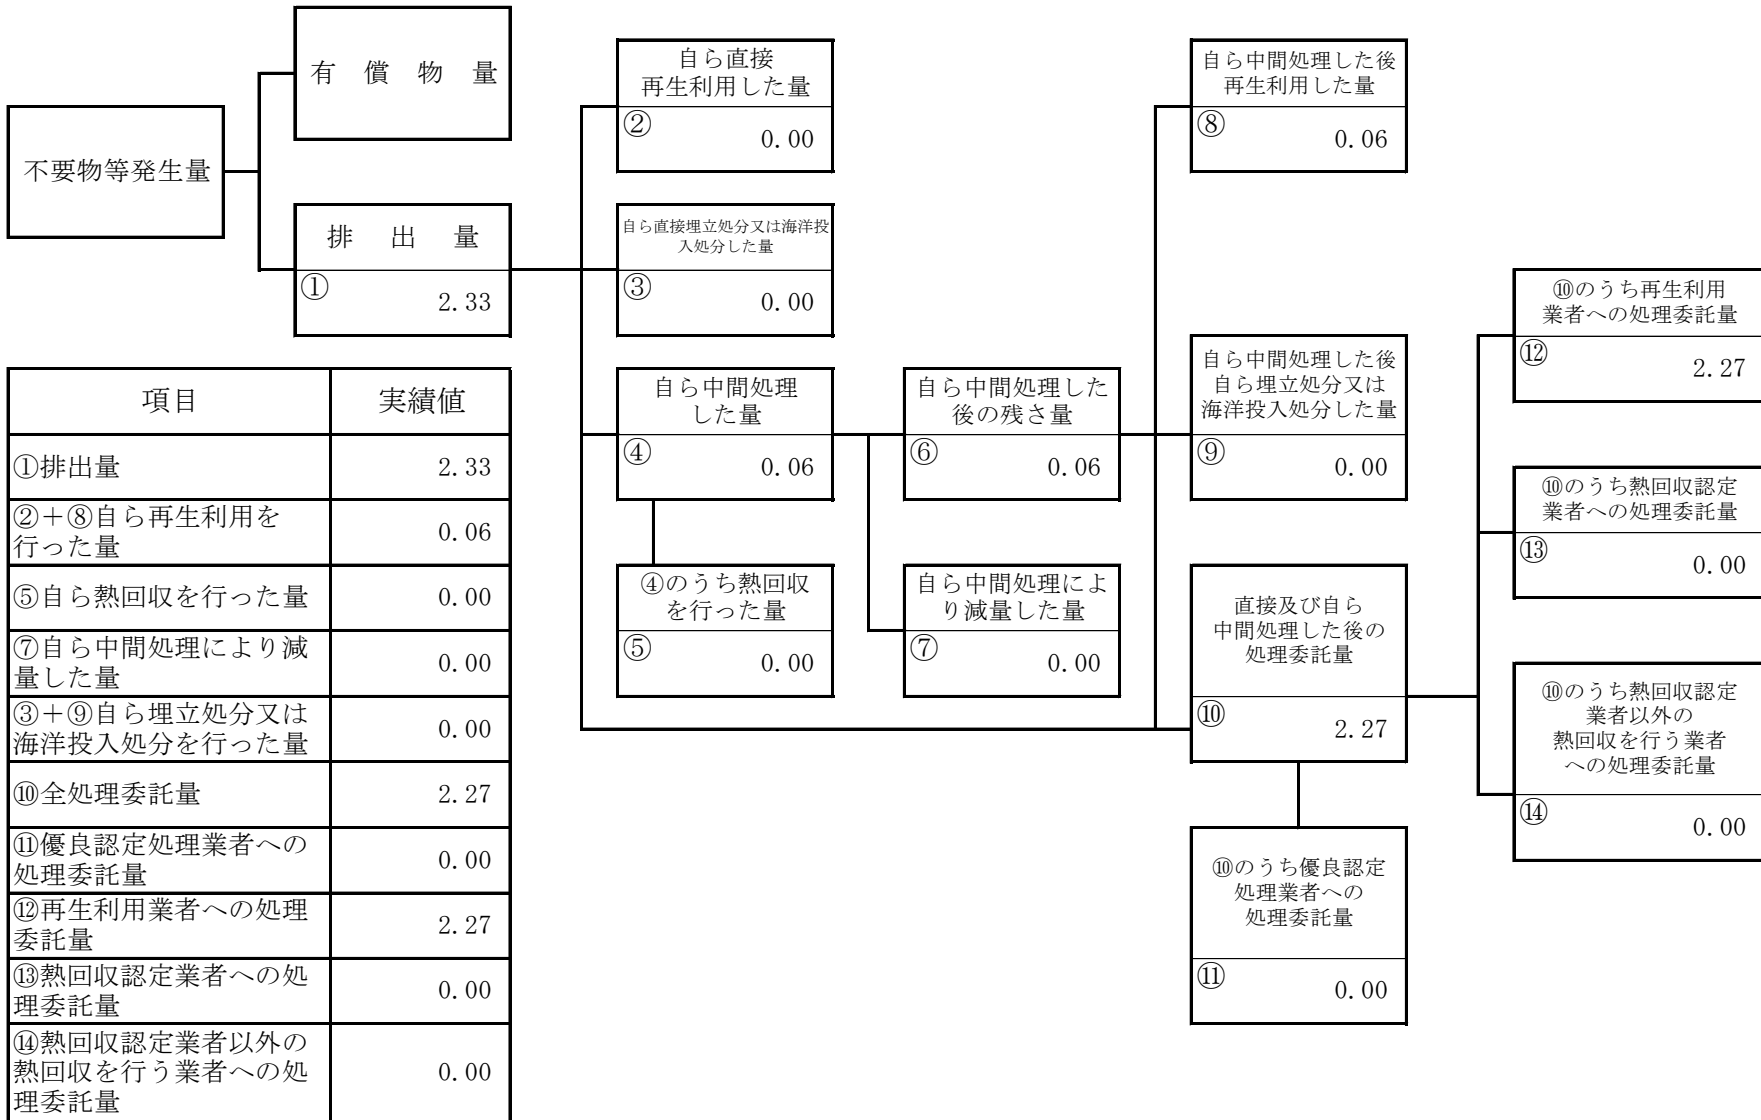 有償物量
不要物等発生量
排出量
① 2.33
自ら直接
再生利用した量
② 0.00
自ら直接埋立処分又は海洋投
入処分した量
③ 0.00
自ら中間処理
した量
④ 0.06
④のうち熱回収
を行った量
⑤ 0.00
自ら中間処理した
後の残さ量
⑥ 0.06
自ら中間処理によ
り減量した量
⑦ 0.00
自ら中間処理した後
再生利用した量
⑧ 0.06
自ら中間処理した後
自ら埋立処分又は
海洋投入処分した量
⑨ 0.00
直接及び自ら
中間処理した後の
処理委託量
⑩ 2.27
⑩のうち優良認定
処理業者への
処理委託量
⑪ 0.00
⑩のうち再生利用
業者への処理委託量
⑫ 2.27
⑩のうち熱回収認定
業者への処理委託量
⑬ 0.00
⑩のうち熱回収認定
業者以外の
熱回収を行う業者
への処理委託量
⑭ 0.00
項目 実績値
①排出量 2.33
②+⑧自ら再生利用を
行った量 0.06
⑤自ら熱回収を行った量 0.00
⑦自ら中間処理により減
量した量 0.00
③+⑨自ら埋立処分又は
海洋投入処分を行った量 0.00
⑩全処理委託量 2.27
⑪優良認定処理業者への
処理委託量 0.00
⑫再生利用業者への処理
委託量 2.27
⑬熱回収認定業者への処
理委託量 0.00
⑭熱回収認定業者以外の
熱回収を行う業者への処
理委託量 0.00